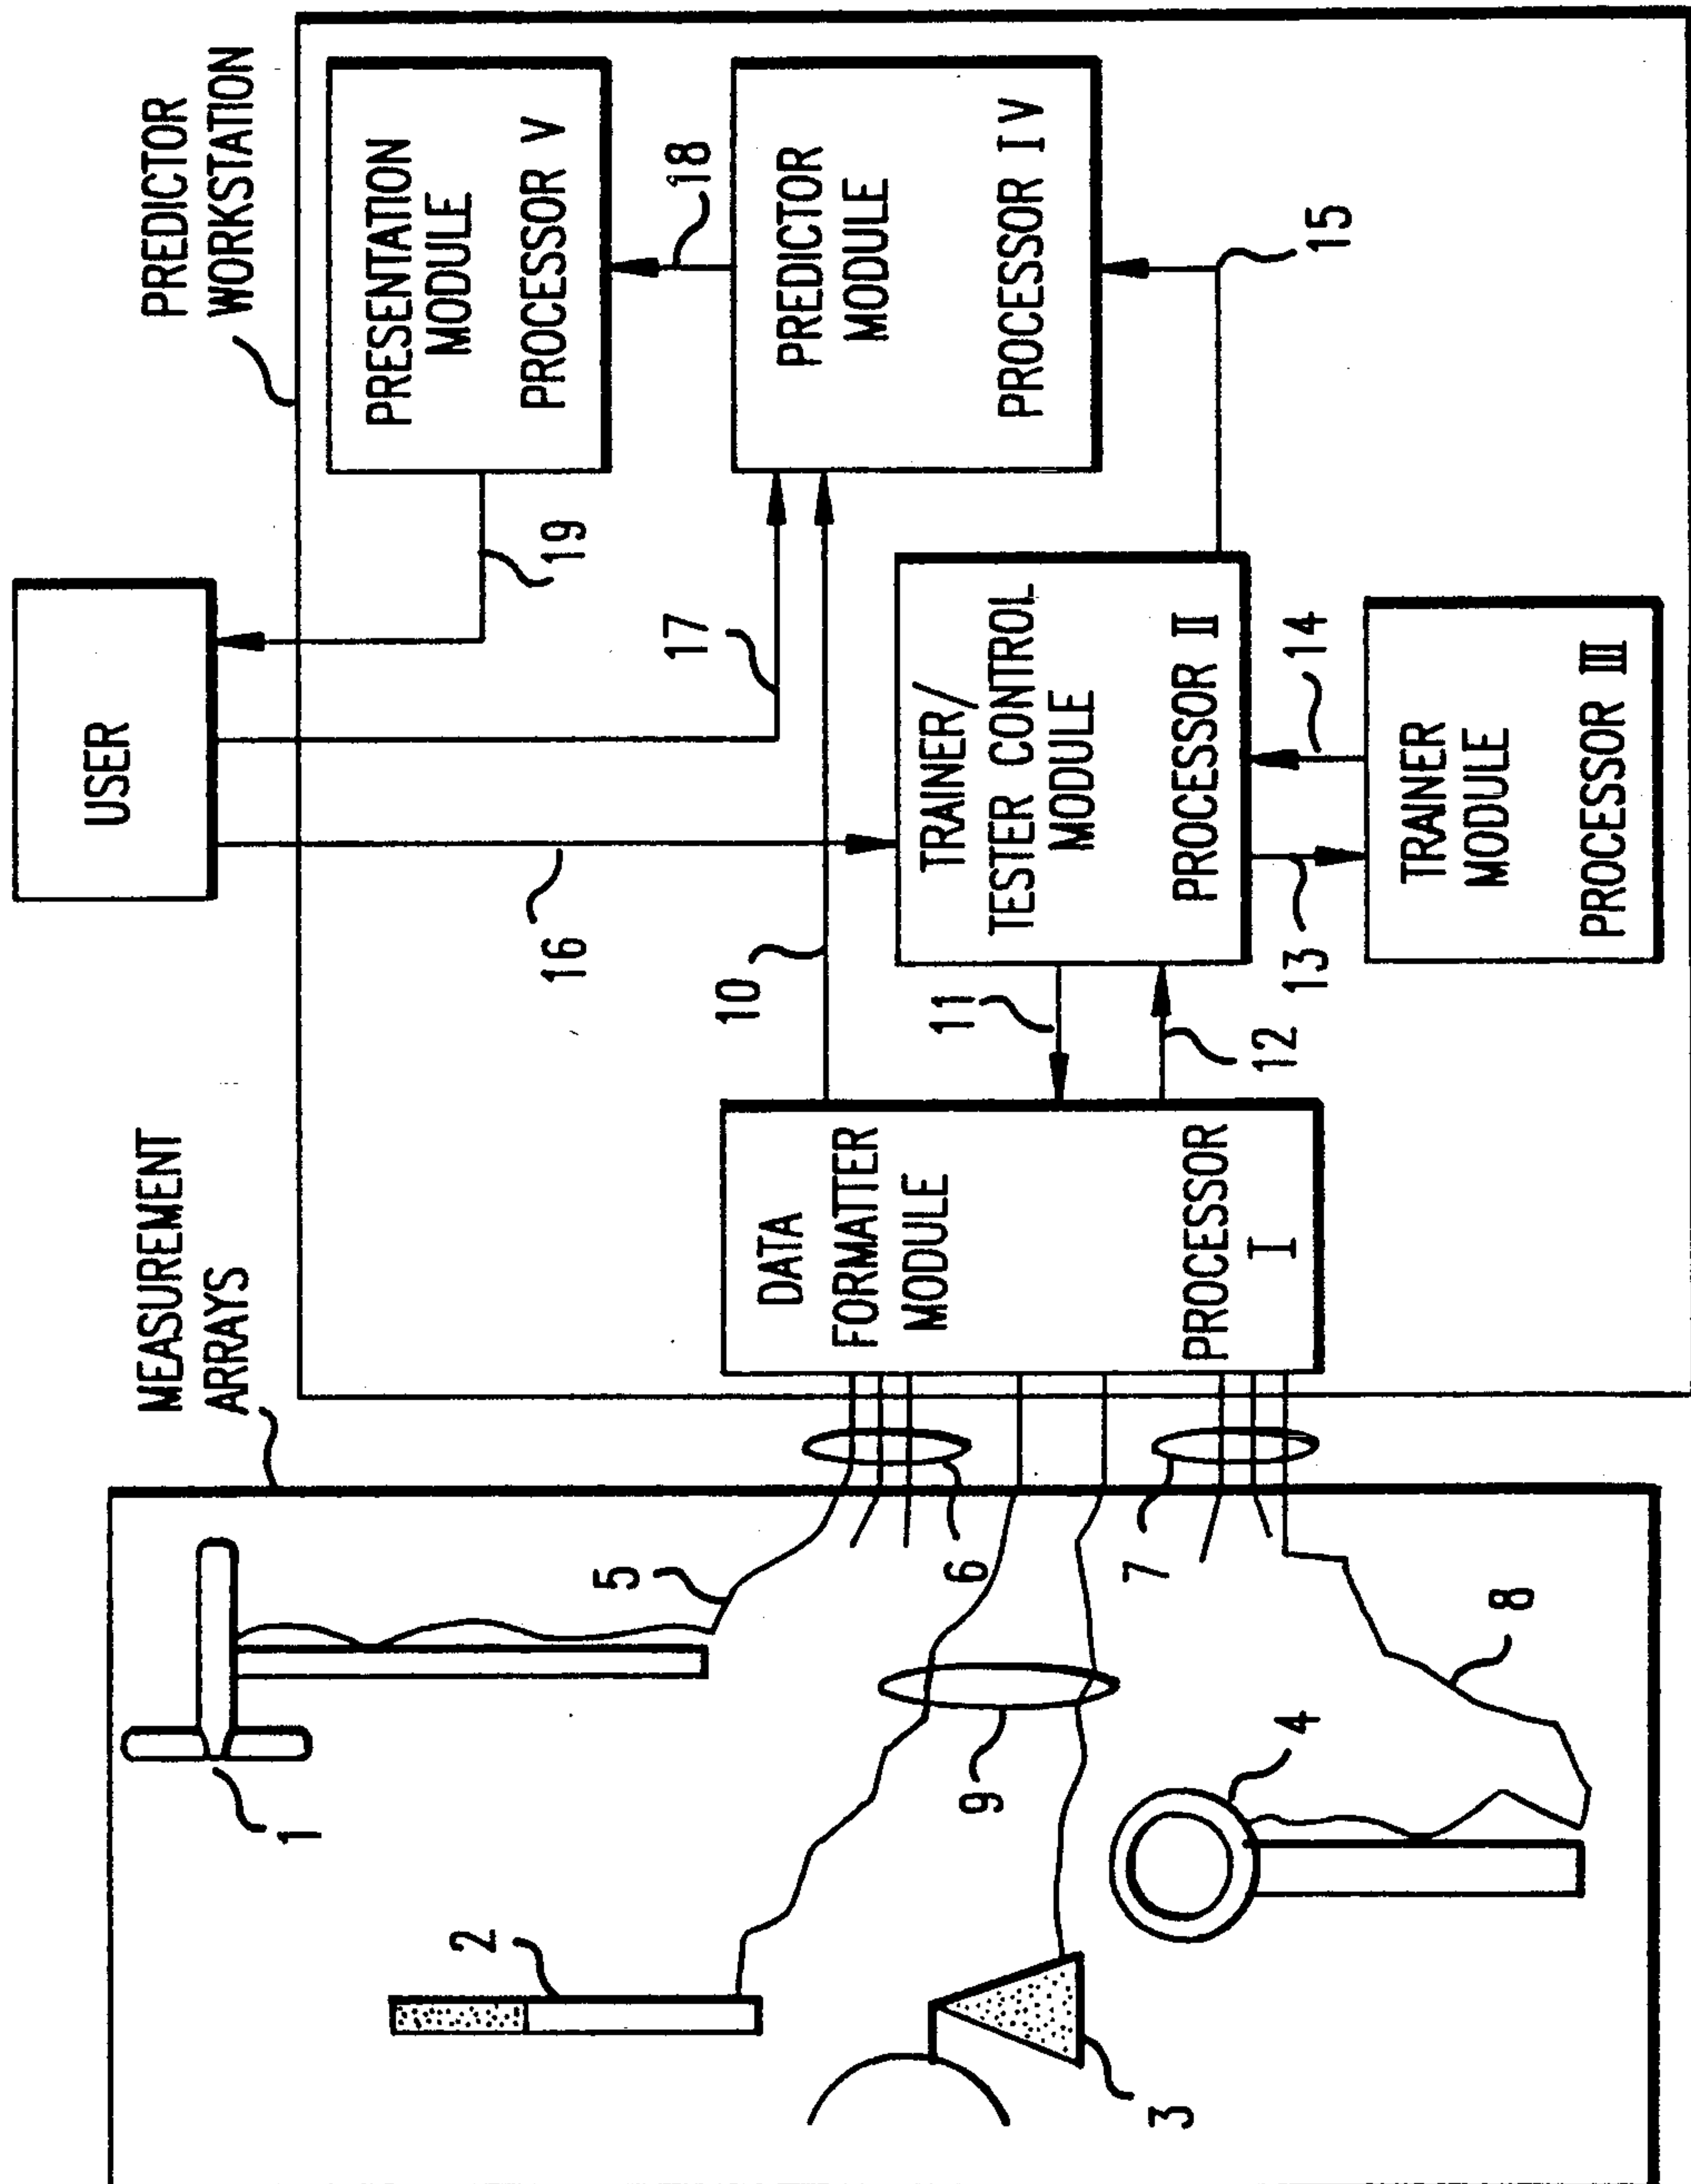 MEASUREMENT
ARRAYS
PREDICTOR
WORKSTATION
USER
1
2
3
4
5
6
7
8
9
DATA
FORMATTER
MODULE
PROCESSOR
I
10
11
12
16
17
19
TRAINER/
TESTER CONTROL
MODULE
PROCESSOR II
13
14
TRAINER
MODULE
PROCESSOR III
PRESENTATION
MODULE
PROCESSOR V
18
PREDICTOR
MODULE
PROCESSOR IV
15